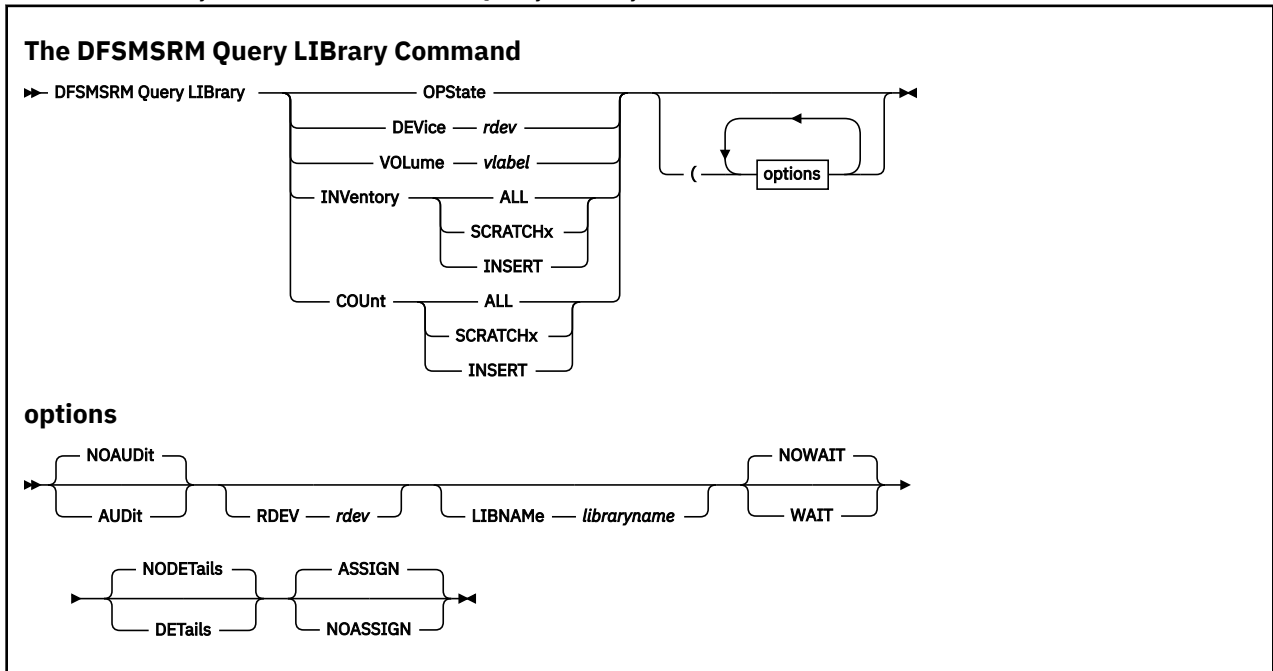 The DFSMSRM Query LIBrary Command
DFSMSRM Query LIBrary
OPState
DEVice rdev
VOLume vlabel
INVentory ALL
SCRATCHx
INSERT
COUnt ALL
SCRATCHx
INSERT
( options
options
NOAUDit
AUDit
RDEV rdev
LIBNAMe libraryname
NOWAIT
WAIT
NODETails
DETails
ASSIGN
NOASSIGN